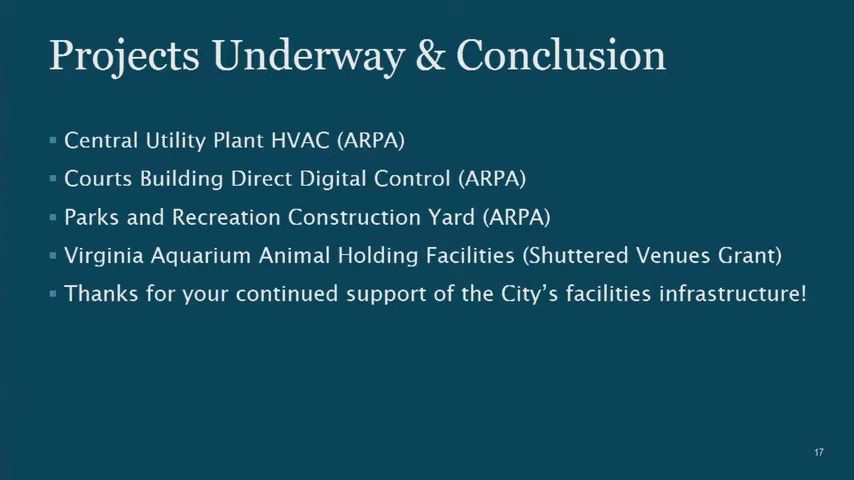 Projects Underway & Conclusion
Central Utility Plant HVAC (ARPA)
Courts Building Direct Digital Control (ARPA)
Parks and Recreation Construction Yard (ARPA)
Virginia Aquarium Animal Holding Facilities (Shuttered Venues Grant)
Thanks for your continued support of the City’s facilities infrastructure!
17